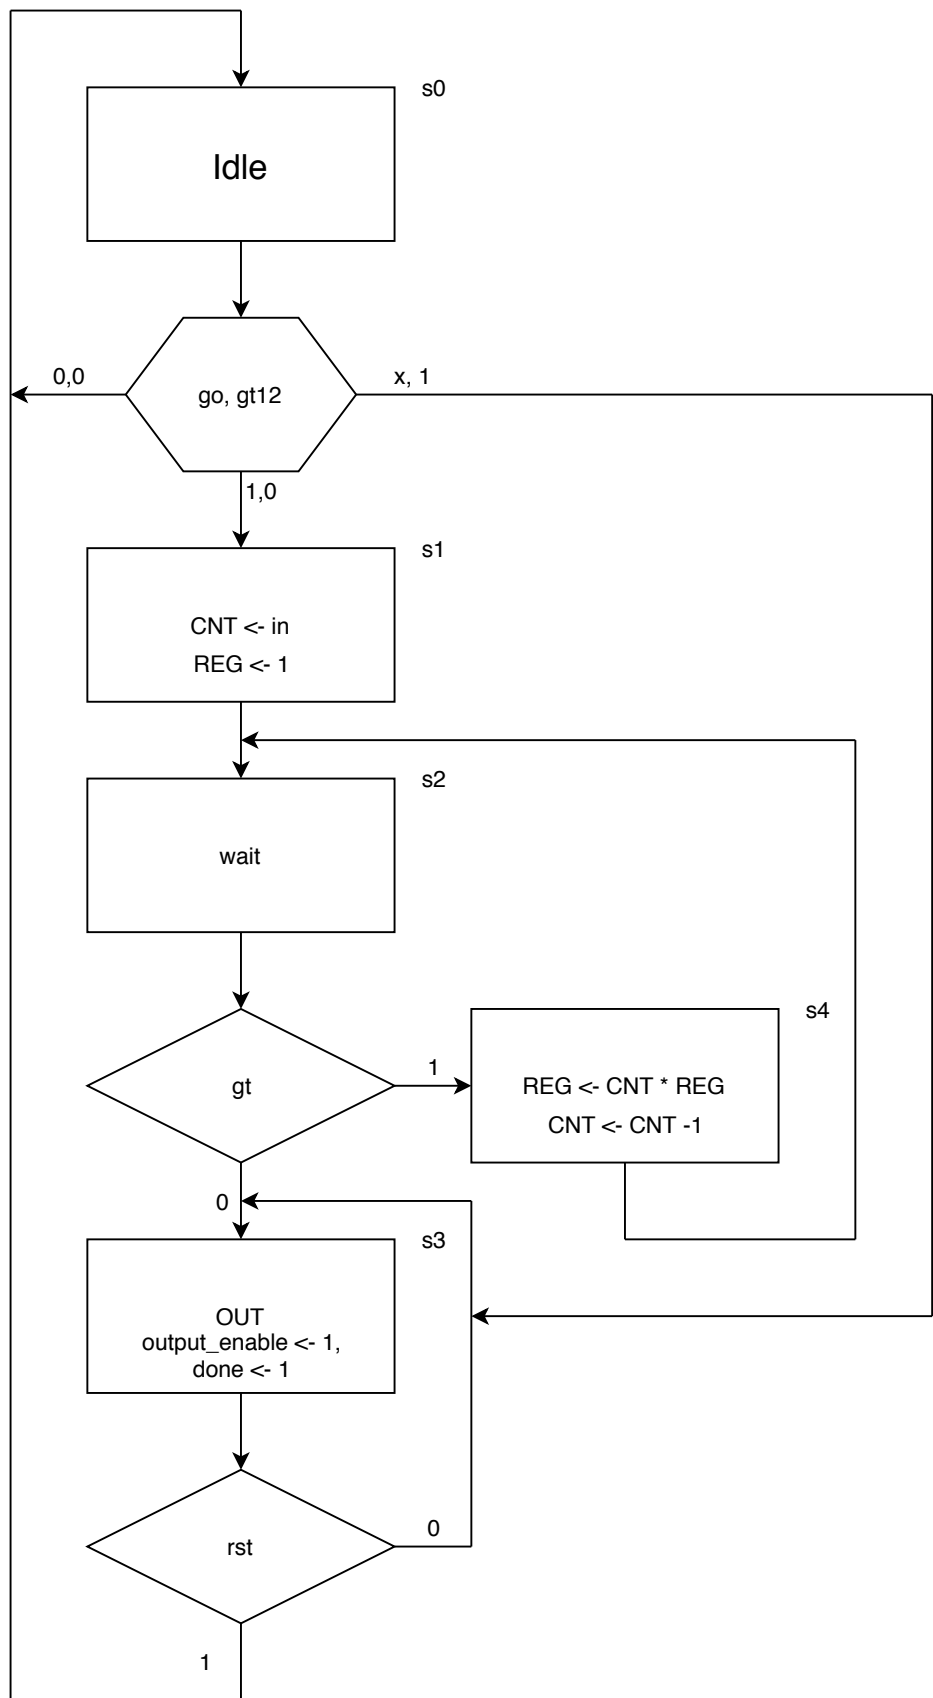 s0
Idle
0,0
go, gt12
x, 1
1,0
s1
CNT <- in
REG <- 1
s2
wait
gt
1
s4
REG <- CNT * REG
CNT <- CNT -1
0
s3
OUT
output_enable <- 1,
done <- 1
rst
0
1